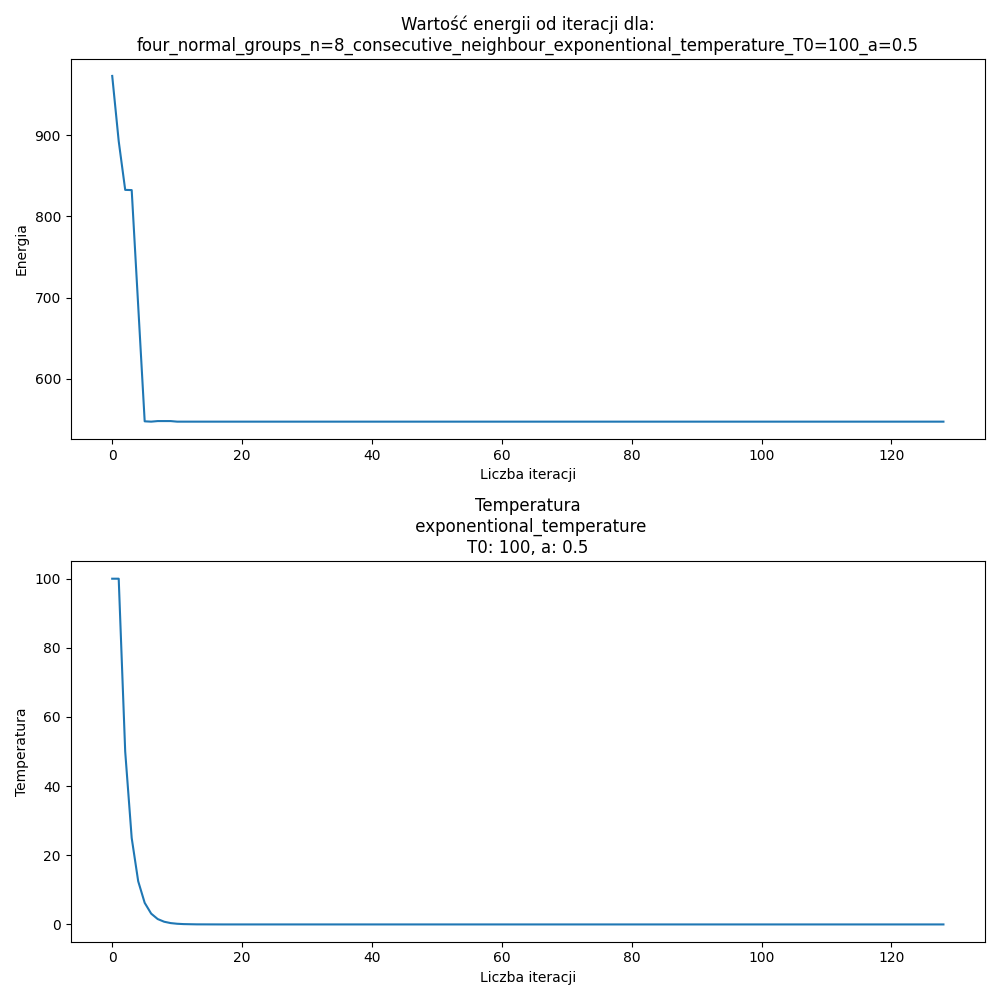 Wartość energii od iteracji dla:
four_normal_groups_n=8_consecutive_neighbour_exponentional_temperature_T0=100_a=0.5
900
800
700
600
Energia
0 20 40 60 80 100 120
Liczba iteracji
Temperatura
exponentional_temperature
T0: 100, a: 0.5
100
80
60
40
20
0
Temperatura
0 20 40 60 80 100 120
Liczba iteracji